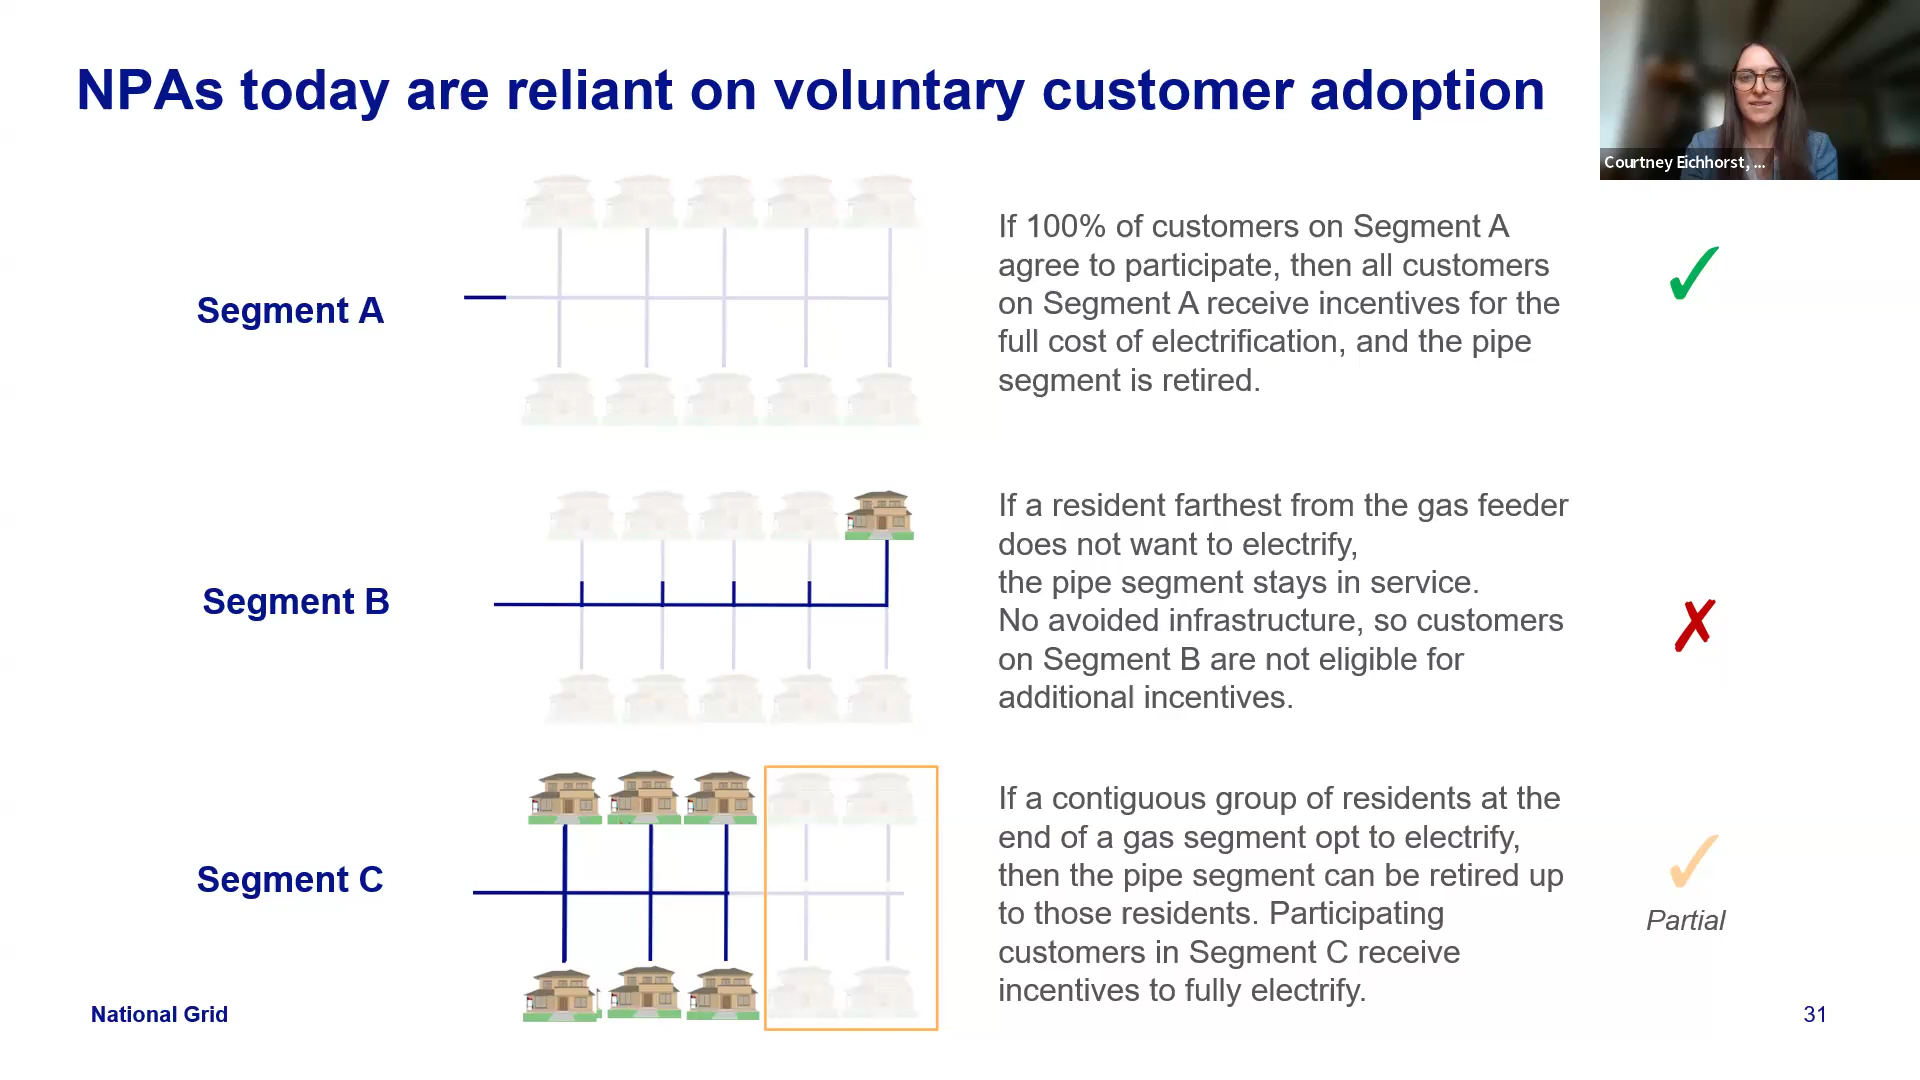 NPAs today are reliant on voluntary customer adoption
Courtney Eichhorst, ...
Segment A
If 100% of customers on Segment A
agree to participate, then all customers
on Segment A receive incentives for the
full cost of electrification, and the pipe
segment is retired.
Segment B
If a resident farthest from the gas feeder
does not want to electrify,
the pipe segment stays in service.
No avoided infrastructure, so customers
on Segment B are not eligible for
additional incentives.
Segment C
If a contiguous group of residents at the
end of a gas segment opt to electrify,
then the pipe segment can be retired up
to those residents. Participating
customers in Segment C receive
incentives to fully electrify.
Partial
National Grid
31